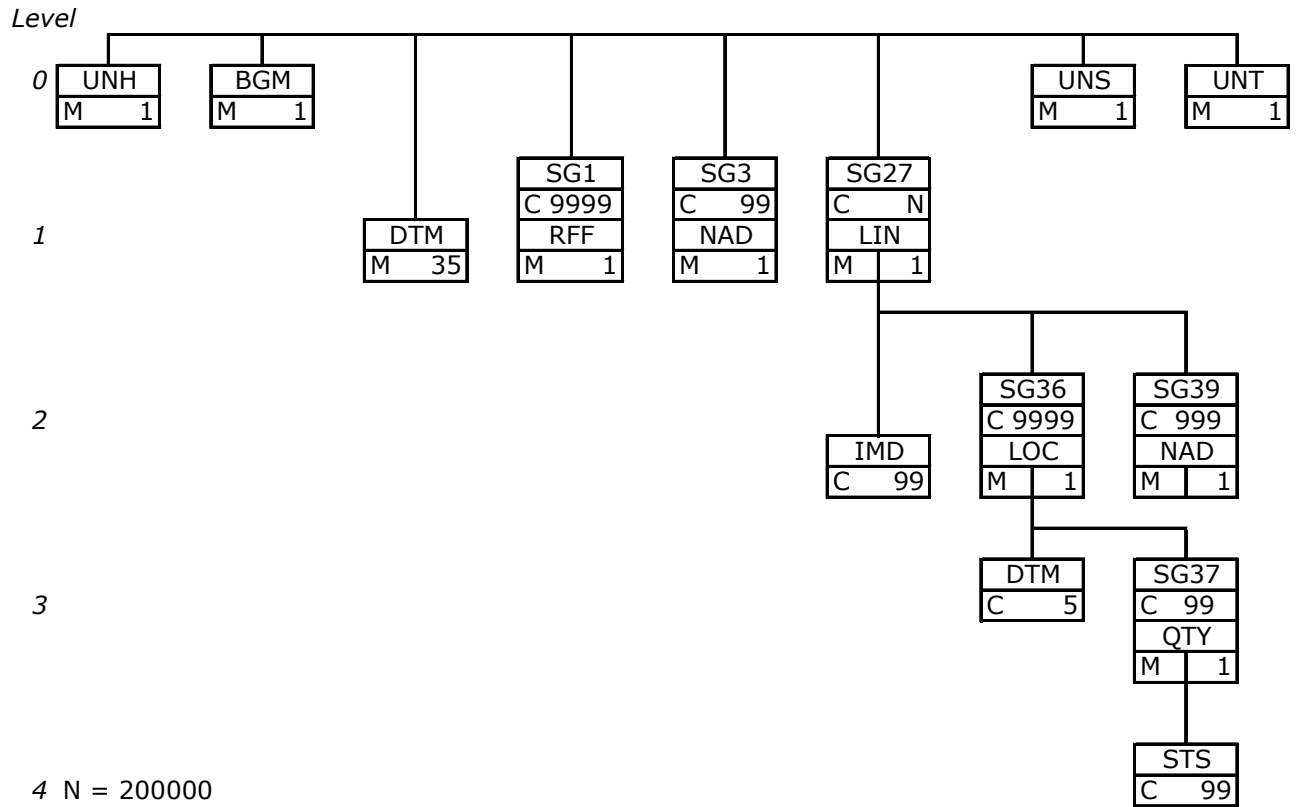 Level
0 UNH BGM UNS UNT
M 1 M 1 M 1 M 1
SG1 SG3 SG27
C 9999 C 99 C N
1 DTM RFF NAD LIN
M 35 M 1 M 1 M 1
SG36 SG39
2 C 9999 C 999
IMD LOC NAD
C 99 M 1 M 1
DTM SG37
3 C 5 C 99
QTY
M 1
STS
4 N = 200000 C 99